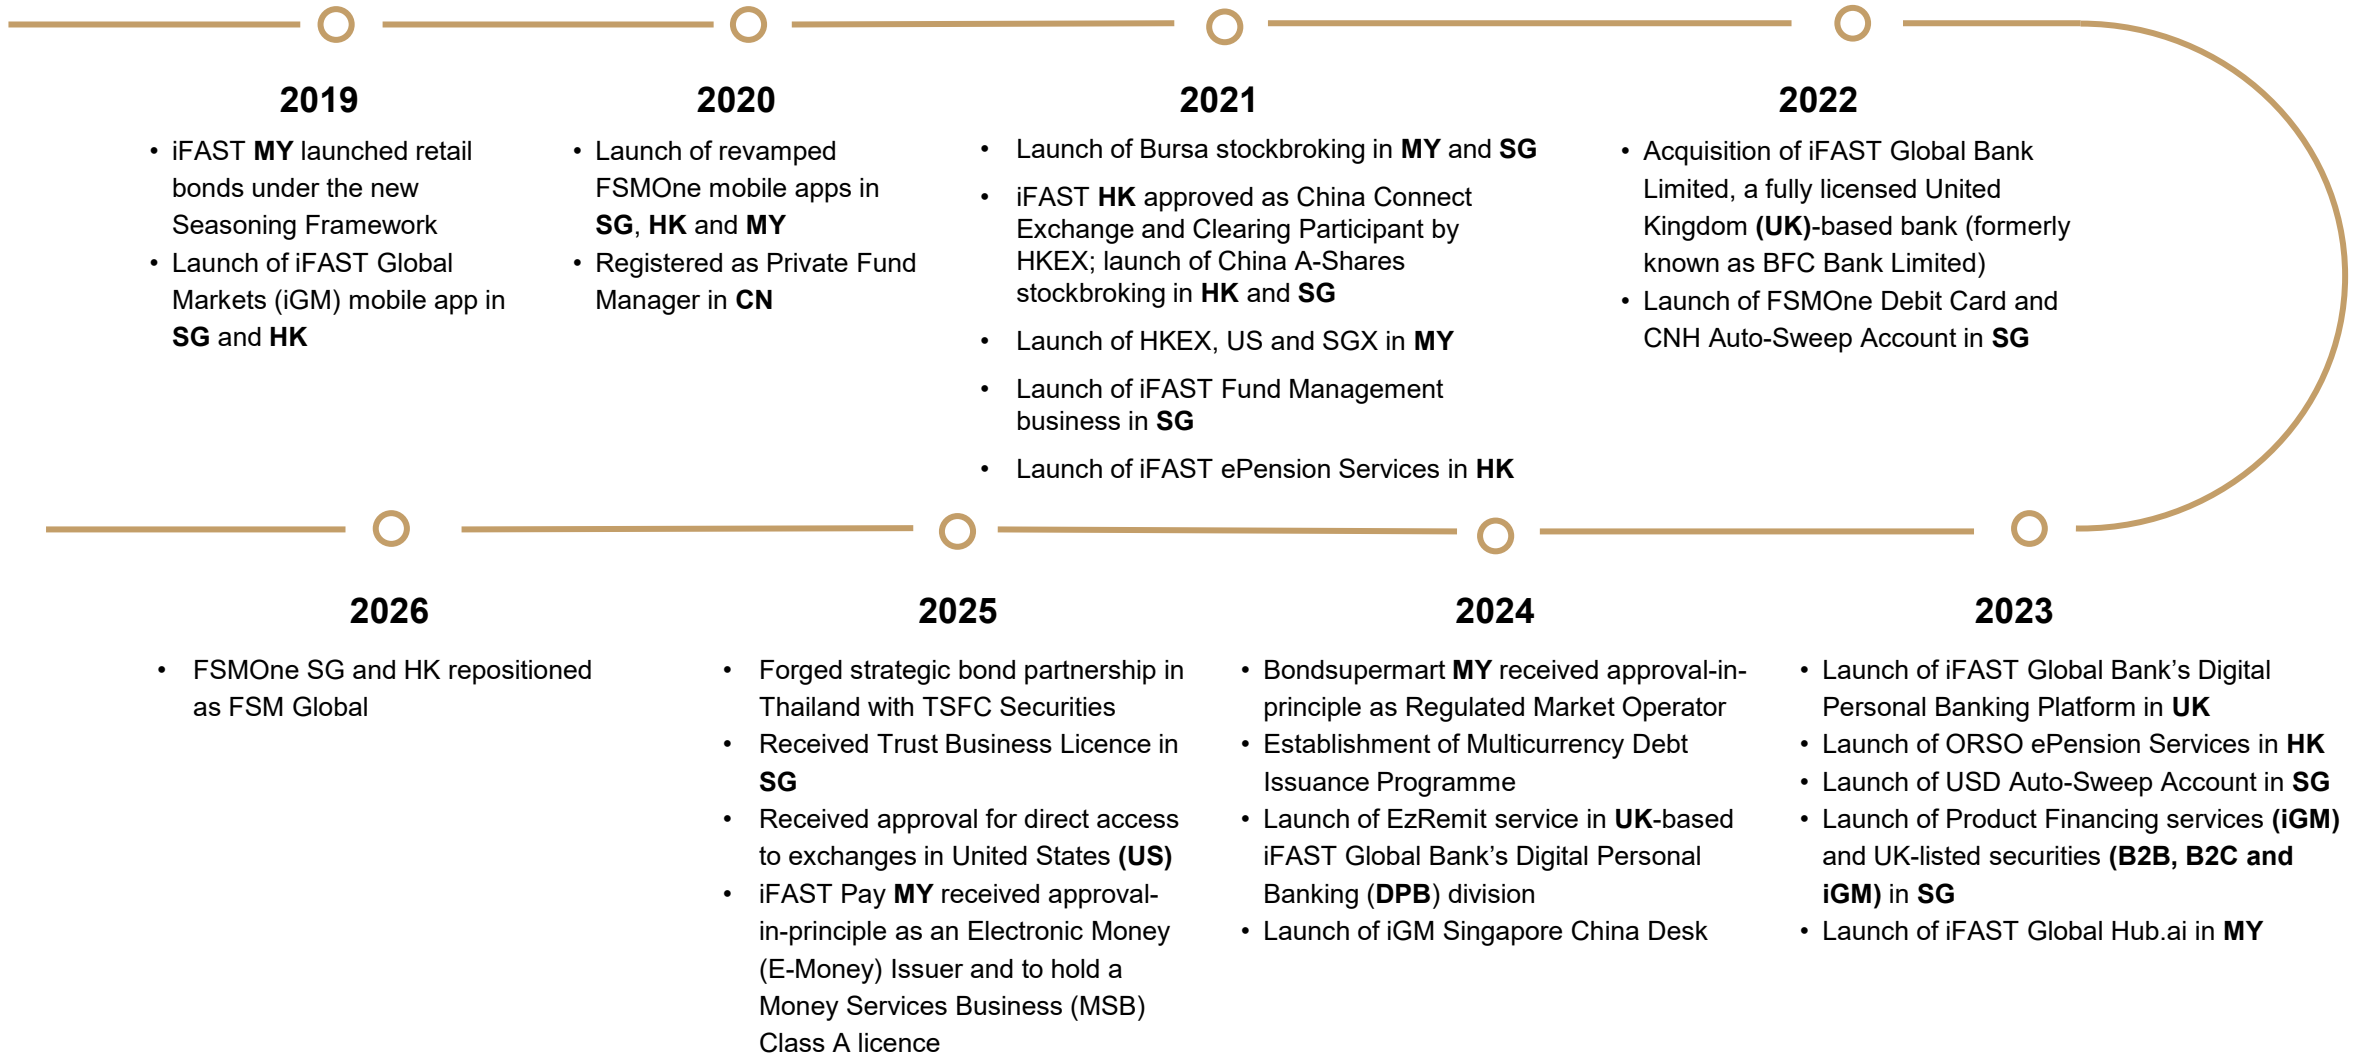 2019
• iFAST MY launched retail
bonds under the new
Seasoning Framework
• Launch of iFAST Global
Markets (iGM) mobile app in
SG and HK
2020
• Launch of revamped
FSMOne mobile apps in
SG, HK and MY
• Registered as Private Fund
Manager in CN
2021
• Launch of Bursa stockbroking in MY and SG
• iFAST HK approved as China Connect
Exchange and Clearing Participant by
HKEX; launch of China A-Shares
stockbroking in HK and SG
• Launch of HKEX, US and SGX in MY
• Launch of iFAST Fund Management
business in SG
• Launch of iFAST ePension Services in HK
2022
• Acquisition of iFAST Global Bank
Limited, a fully licensed United
Kingdom (UK)-based bank (formerly
known as BFC Bank Limited)
• Launch of FSMOne Debit Card and
CNH Auto-Sweep Account in SG
2023
• Launch of iFAST Global Bank’s Digital
Personal Banking Platform in UK
• Launch of ORSO ePension Services in HK
• Launch of USD Auto-Sweep Account in SG
• Launch of Product Financing services (iGM)
and UK-listed securities (B2B, B2C and
iGM) in SG
• Launch of iFAST Global Hub.ai in MY
2024
• Bondsupermart MY received approval-in-
principle as Regulated Market Operator
• Establishment of Multicurrency Debt
Issuance Programme
• Launch of EzRemit service in UK-based
iFAST Global Bank’s Digital Personal
Banking (DPB) division
• Launch of iGM Singapore China Desk
2025
• Forged strategic bond partnership in
Thailand with TSFC Securities
• Received Trust Business Licence in
SG
• Received approval for direct access
to exchanges in United States (US)
• iFAST Pay MY received approval-
in-principle as an Electronic Money
(E-Money) Issuer and to hold a
Money Services Business (MSB)
Class A licence
2026
• FSMOne SG and HK repositioned
as FSM Global